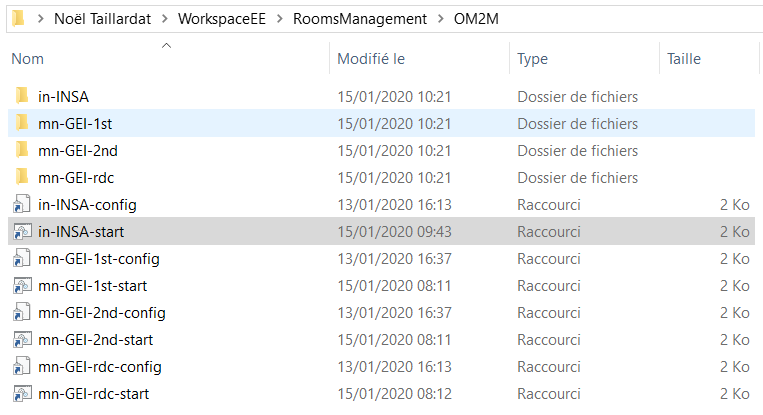 Noël Taillardat > WorkspaceEE > RoomsManagement > OM2M
Nom Modifié le Type Taille
in-INSA 15/01/2020 10:21 Dossier de fichiers
mn-GEI-1st 15/01/2020 10:21 Dossier de fichiers
mn-GEI-2nd 15/01/2020 10:21 Dossier de fichiers
mn-GEI-rdc 15/01/2020 10:21 Dossier de fichiers
in-INSA-config 13/01/2020 16:13 Raccourci 2 Ko
in-INSA-start 15/01/2020 09:43 Raccourci 2 Ko
mn-GEI-1st-config 13/01/2020 16:37 Raccourci 2 Ko
mn-GEI-1st-start 15/01/2020 08:11 Raccourci 2 Ko
mn-GEI-2nd-config 13/01/2020 16:37 Raccourci 2 Ko
mn-GEI-2nd-start 15/01/2020 08:11 Raccourci 2 Ko
mn-GEI-rdc-config 13/01/2020 16:13 Raccourci 2 Ko
mn-GEI-rdc-start 15/01/2020 08:12 Raccourci 2 Ko